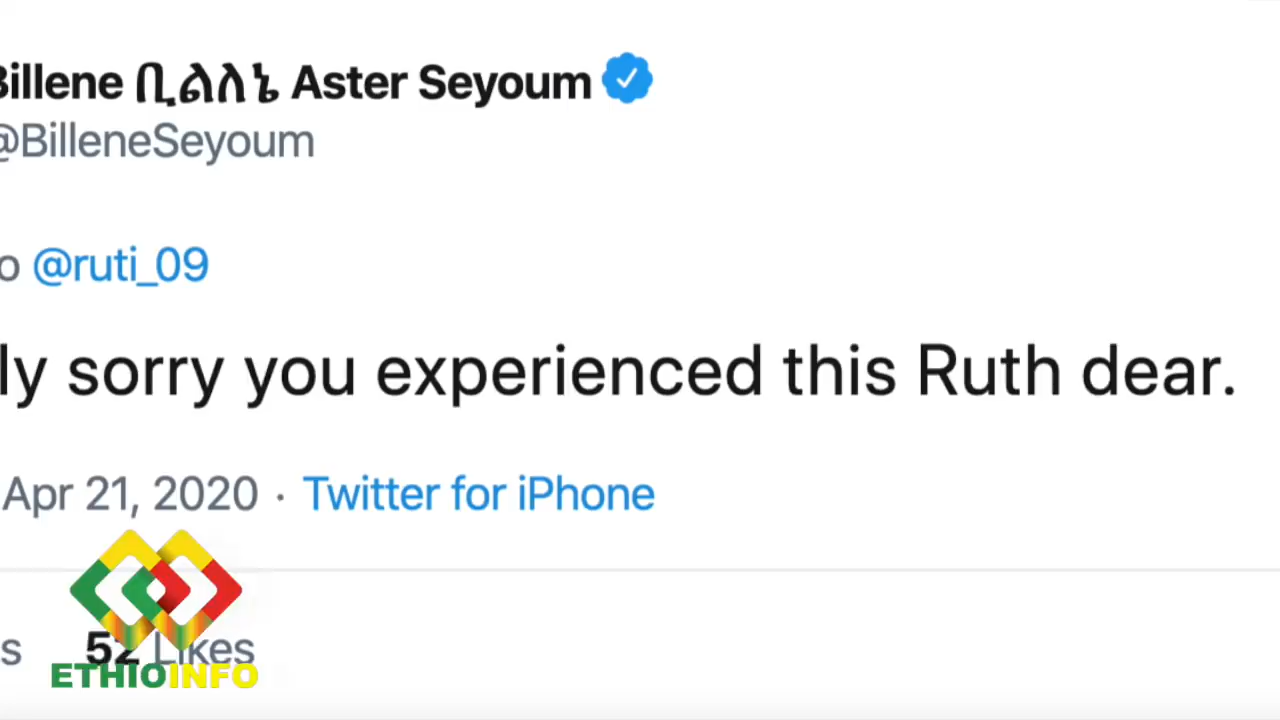 Billene ቢልለኔ Aster Seyoum
@BilleneSeyoum
o @ruti_09
ly sorry you experienced this Ruth dear.
Apr 21, 2020 · Twitter for iPhone
s 52 Likes
ETHIOINFO